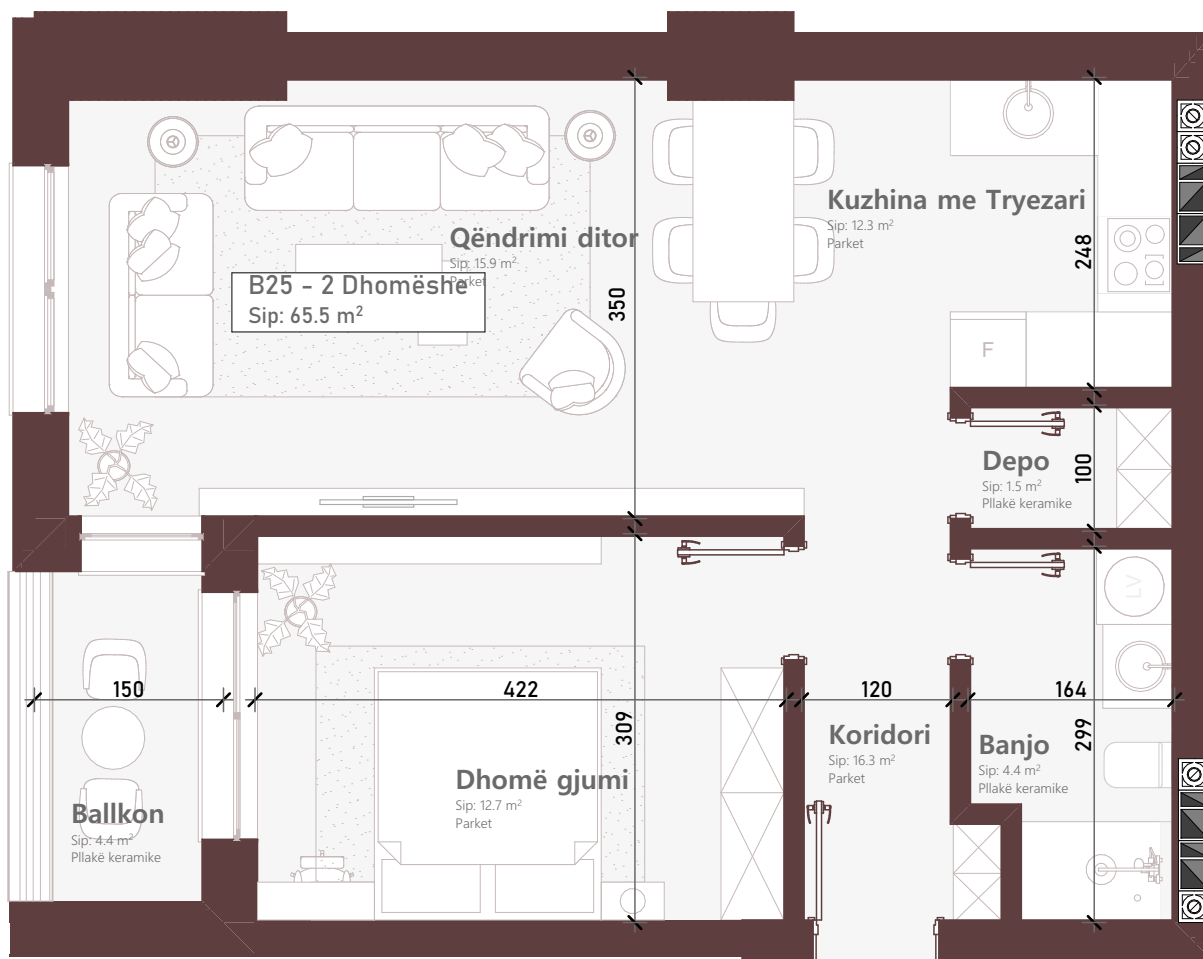 Kuzhina me Tryezari
Sip: 12.3 m²
Parket
Qëndrimi ditor
Sip: 15.9 m²
Parket
B25 - 2 Dhomëshe
Sip: 65.5 m²
248
350
F
Depo
Sip: 1.5 m²
Pllakë keramike
100
LV
150
422
120
164
309
299
Koridori
Sip: 16.3 m²
Parket
Banjo
Sip: 4.4 m²
Pllakë keramike
Dhomë gjumi
Sip: 12.7 m²
Parket
Ballkon
Sip: 4.4 m²
Pllakë keramike